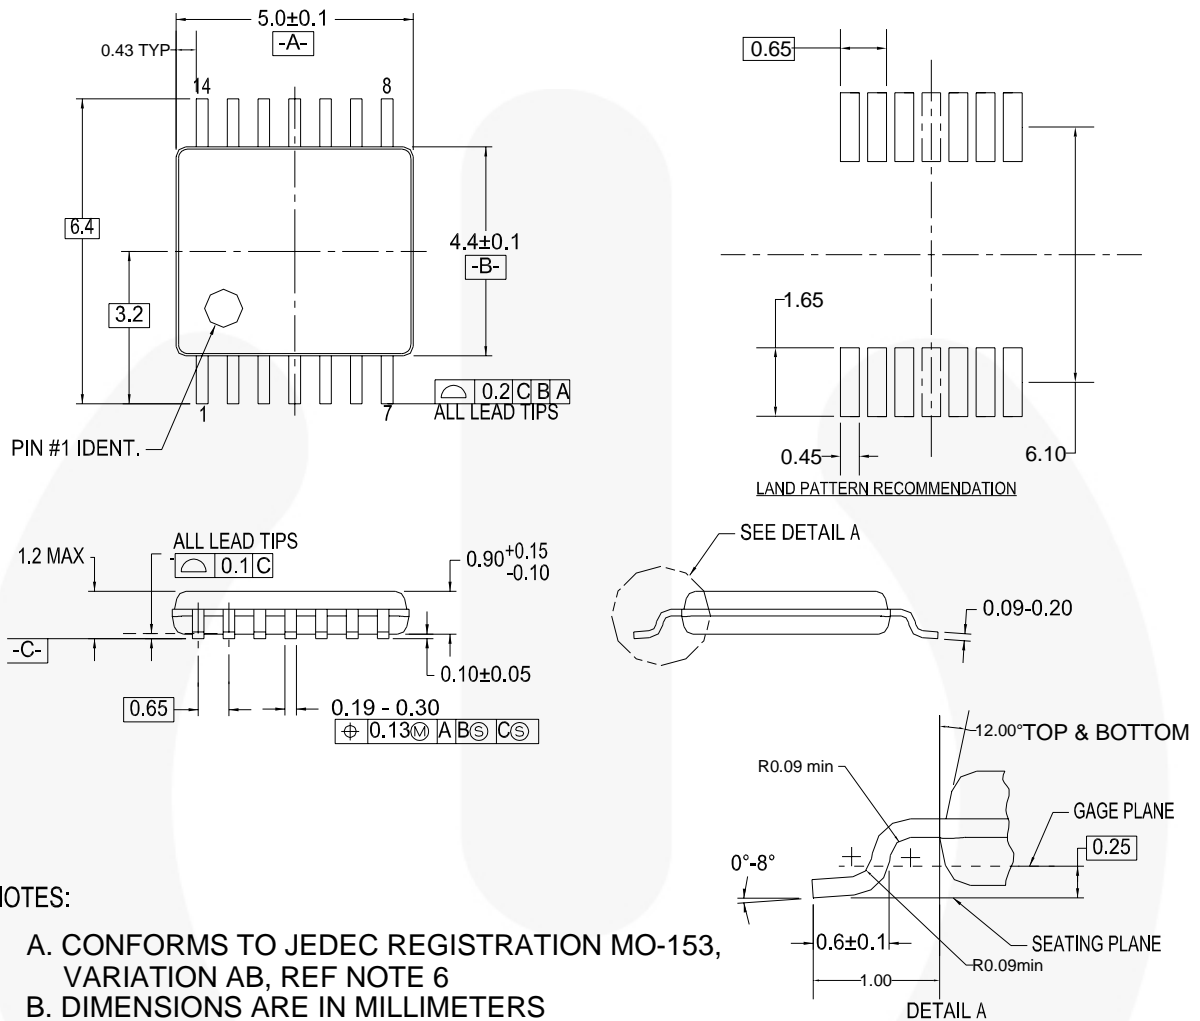 5.0±0.1
-A-
0.43 TYP
14
8
6.4
3.2
4.4±0.1
-B-
1
7
0.2 C B A
ALL LEAD TIPS
PIN #1 IDENT.
0.65
1.65
0.45
6.10
LAND PATTERN RECOMMENDATION
1.2 MAX
ALL LEAD TIPS
0.1 C
0.90 +0.15 -0.10
-C-
0.10±0.05
0.65
0.19 - 0.30
⌖ 0.13Ⓜ A BⓈ CⓈ
SEE DETAIL A
0.09-0.20
12.00° TOP & BOTTOM
R0.09 min
GAGE PLANE
0.25
0°-8°
0.6±0.1
SEATING PLANE
R0.09min
1.00
DETAIL A
OTES:
A. CONFORMS TO JEDEC REGISTRATION MO-153,
VARIATION AB, REF NOTE 6
B. DIMENSIONS ARE IN MILLIMETERS